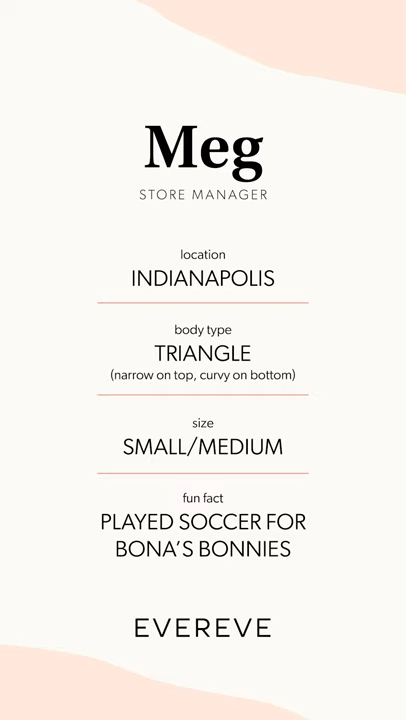 Meg
STORE MANAGER
location
INDIANAPOLIS
body type
TRIANGLE
(narrow on top, curvy on bottom)
size
SMALL/MEDIUM
fun fact
PLAYED SOCCER FOR
BONA'S BONNIES
EVEREVE